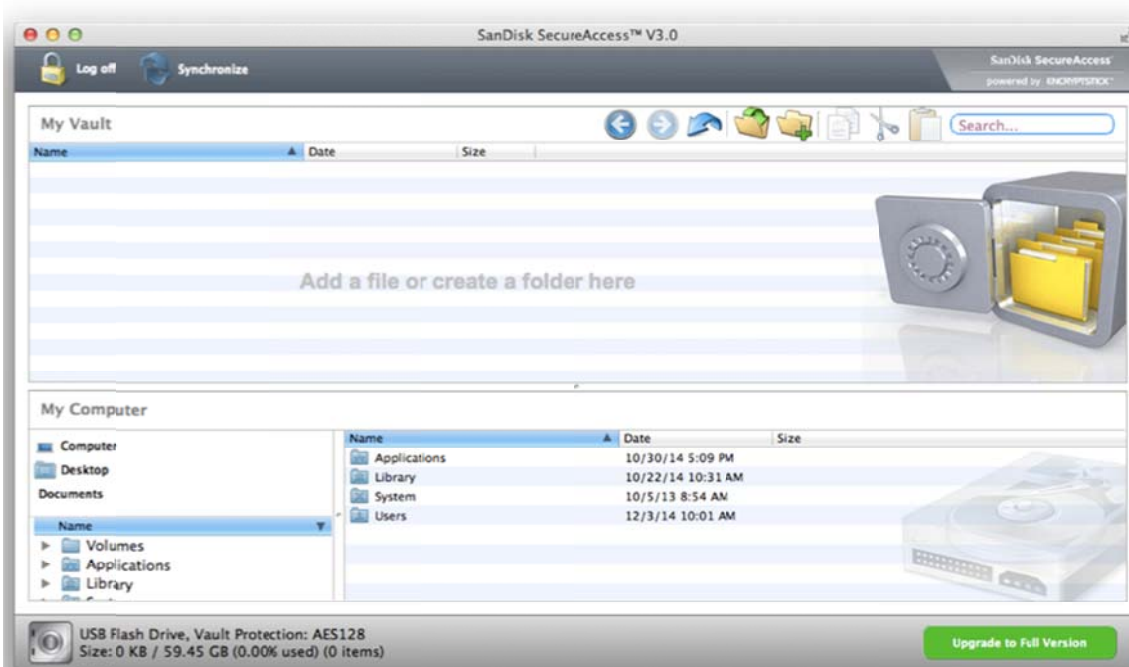 SanDisk SecureAccess™ V3.0
Log off Synchronize
SanDisk SecureAccess™
powered by ENCRYPTSTICK™
My Vault
Search...
Name Date Size
Add a file or create a folder here
My Computer
Computer
Desktop
Documents
Name
Volumes
Applications
Library
Name Date Size
Applications 10/30/14 5:09 PM
Library 10/22/14 10:31 AM
System 10/5/13 8:54 AM
Users 12/3/14 10:01 AM
USB Flash Drive, Vault Protection: AES128
Size: 0 KB / 59.45 GB (0.00% used) (0 items)
Upgrade to Full Version